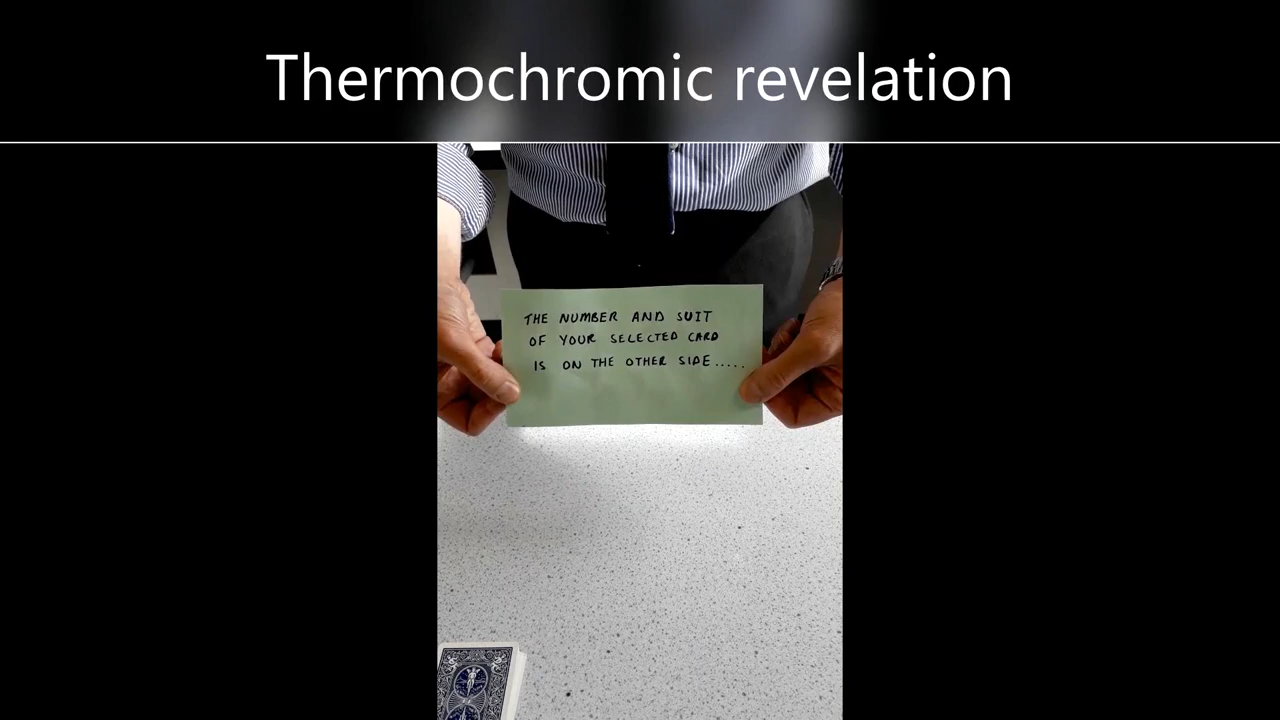 Thermochromic revelation
THE NUMBER AND SUIT
OF YOUR SELECTED CARD
IS ON THE OTHER SIDE.....